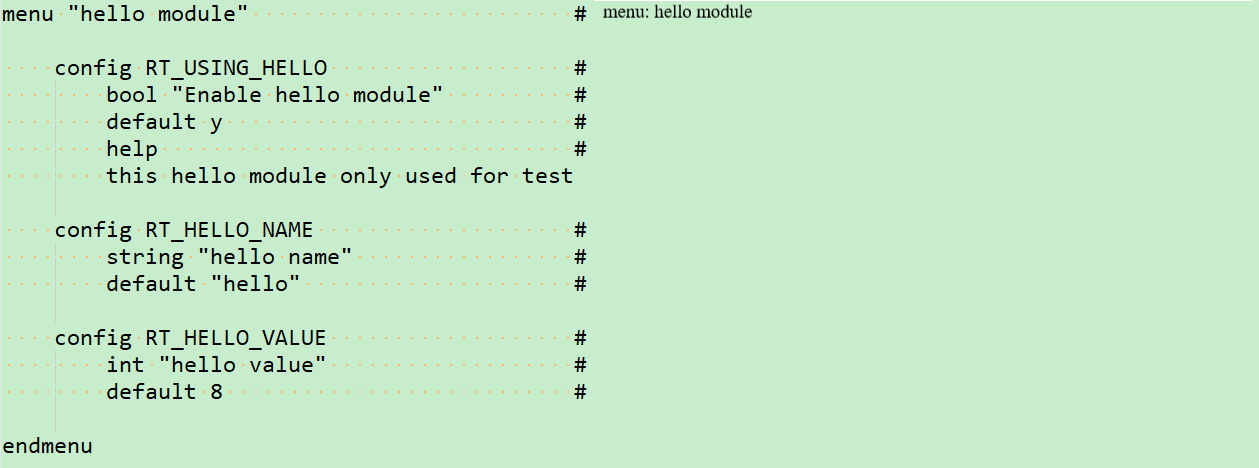 menu "hello module" # menu: hello module
config RT_USING_HELLO #
bool "Enable hello module" #
default y #
help #
this hello module only used for test
config RT_HELLO_NAME #
string "hello name" #
default "hello" #
config RT_HELLO_VALUE #
int "hello value" #
default 8 #
endmenu